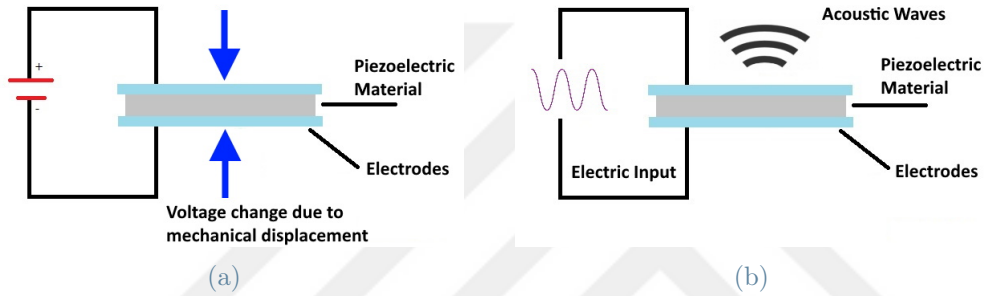 +
-
Piezoelectric
Material
Electrodes
Voltage change due to
mechanical displacement
(a)
Acoustic Waves
Piezoelectric
Material
Electric Input
Electrodes
(b)